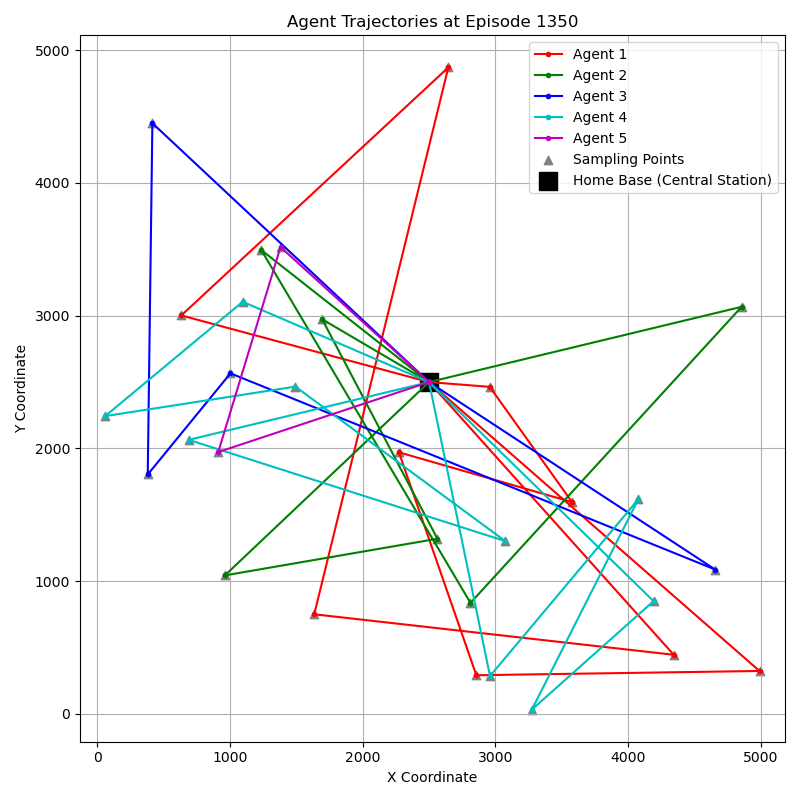 Agent Trajectories at Episode 1350
Agent 1
Agent 2
Agent 3
Agent 4
Agent 5
Sampling Points
Home Base (Central Station)
5000
4000
3000
2000
1000
0
Y Coordinate
0 1000 2000 3000 4000 5000
X Coordinate